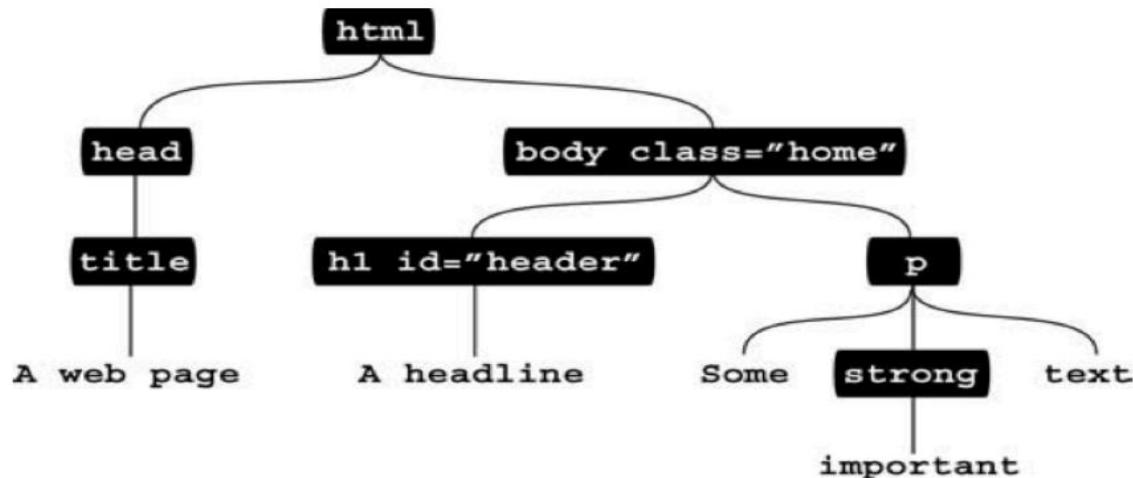 html
head
body class=”home”
title
h1 id=”header”
p
A web page
A headline
Some
strong
text
important